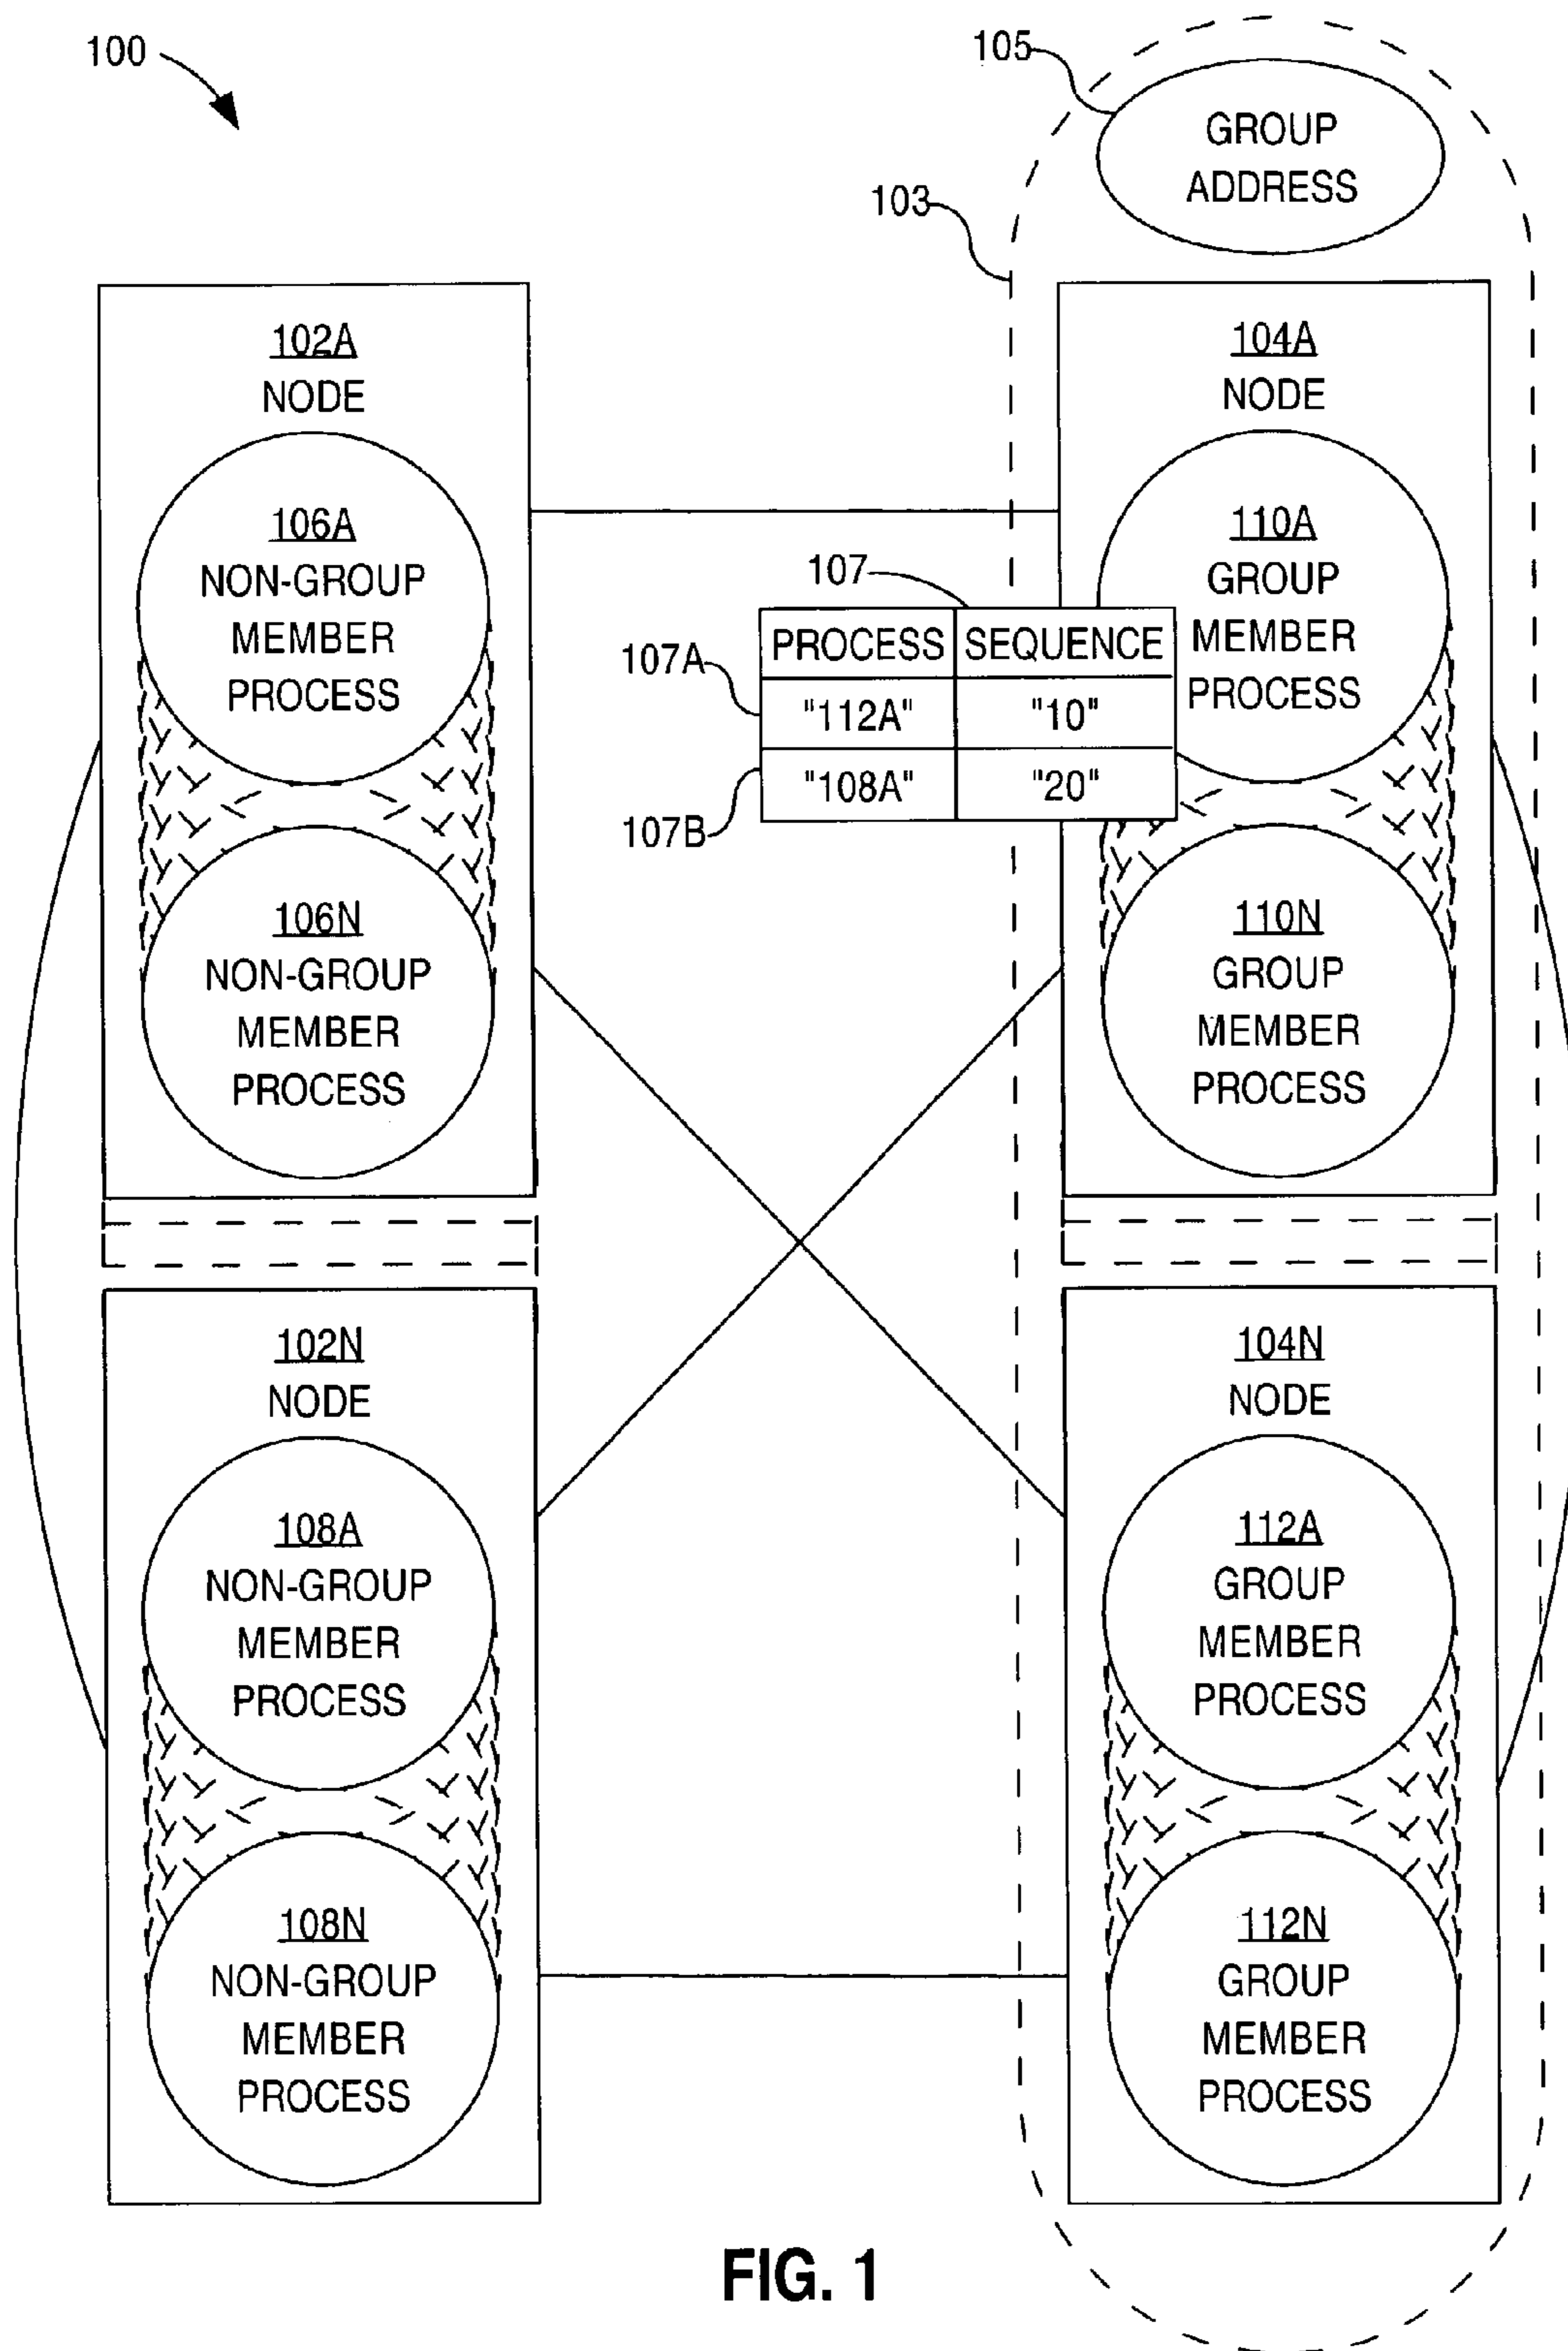 100
105
GROUP
ADDRESS
103
102A
NODE
106A
NON-GROUP
MEMBER
PROCESS
106N
NON-GROUP
MEMBER
PROCESS
104A
NODE
110A
GROUP
MEMBER
PROCESS
107
PROCESS SEQUENCE
107A
"112A" "10"
107B
"108A" "20"
110N
GROUP
MEMBER
PROCESS
102N
NODE
108A
NON-GROUP
MEMBER
PROCESS
108N
NON-GROUP
MEMBER
PROCESS
104N
NODE
112A
GROUP
MEMBER
PROCESS
112N
GROUP
MEMBER
PROCESS
FIG. 1